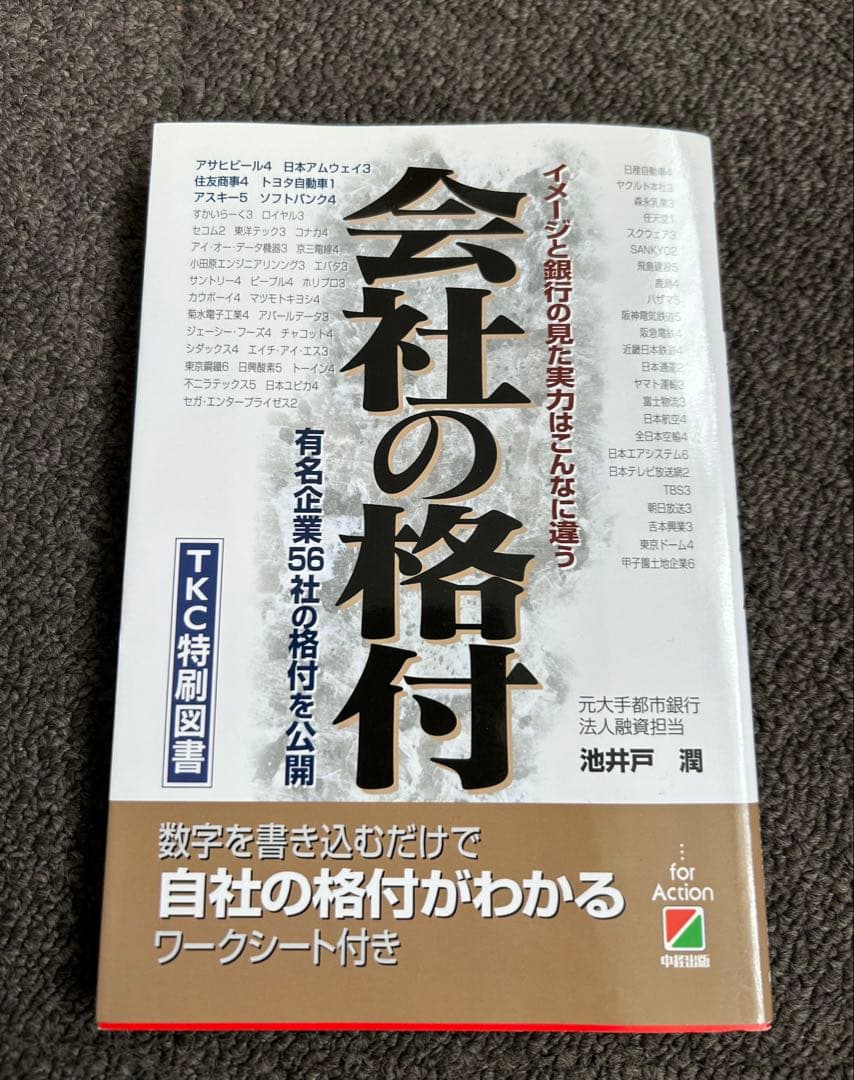 アサヒビール4 日本アムウェイ3
住友商事4 トヨタ自動車1
アスキー5 ソフトバンク4
すかいらーく3 ロイヤル3
セコム2 東洋テック3 コナカ4
アイ・オー・データ機器3 京三電線4
小田原エンジニアリンング3 エバタ3
サントリー4 ピープル4 ホリプロ3
カウボーイ4 マツモトキヨシ4
菊水電子工業4 アバールデータ3
ジェーシー・フーズ4 チャコット4
シダックス4 エイチ・アイ・エス3
東京鋼鐵6 日興酸素5 トーイン4
不二ラテックス5 日本ユピカ4
セガ・エンタープライゼス2
会社の格付
イメージと銀行の見た実力はこんなに違う
日産自動車4
ヤクルト本社3
森永乳業3
任天堂1
スクウェア3
SANKYO2
飛島建設5
鹿島4
ハザマ5
阪神電気鉄道5
阪急電鉄4
近畿日本鉄道4
日本通運2
ヤマト運輸3
富士物流3
日本航空4
全日本空輸4
日本エアシステム6
日本テレビ放送網2
TBS3
朝日放送3
吉本興業3
東京ドーム4
甲子園土地企業6
有名企業56社の格付を公開
TKC特刷図書
元大手都市銀行
法人融資担当
池井戸 潤
数字を書き込むだけで
自社の格付がわかる
ワークシート付き
…for
Action
中経出版